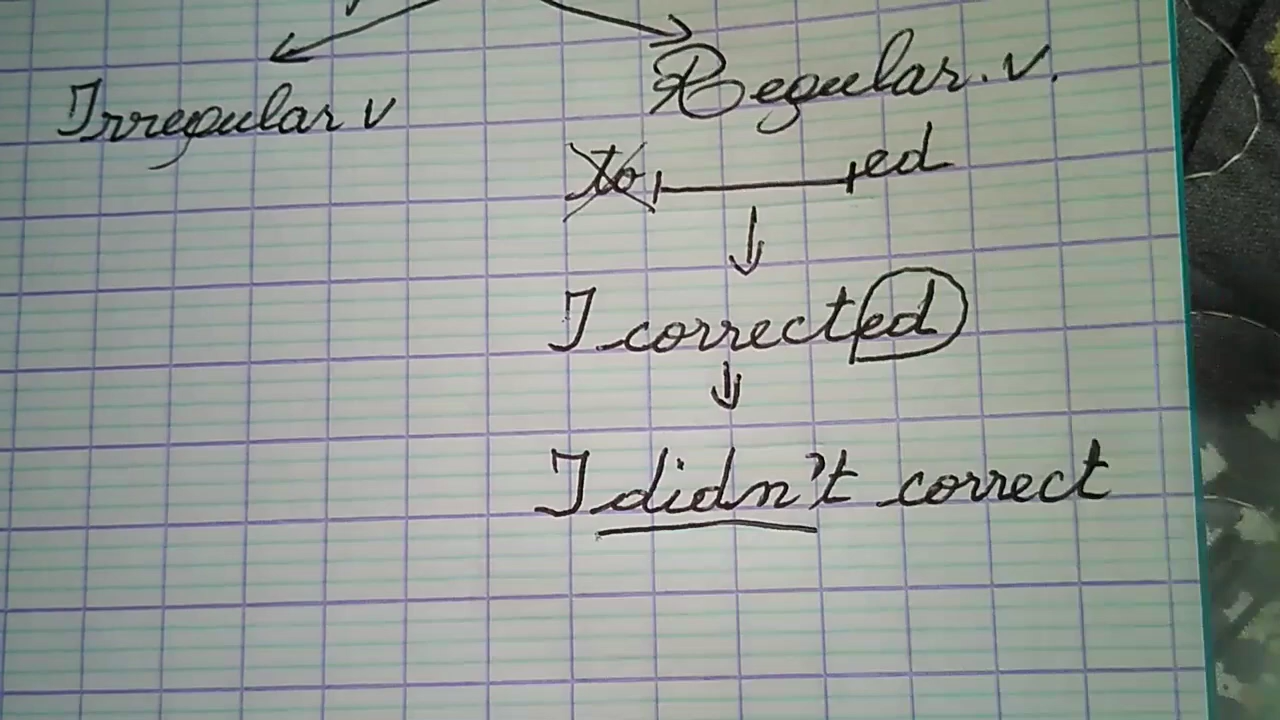 Irregular v
Regular. v.
to ed
I corrected
I didn't correct